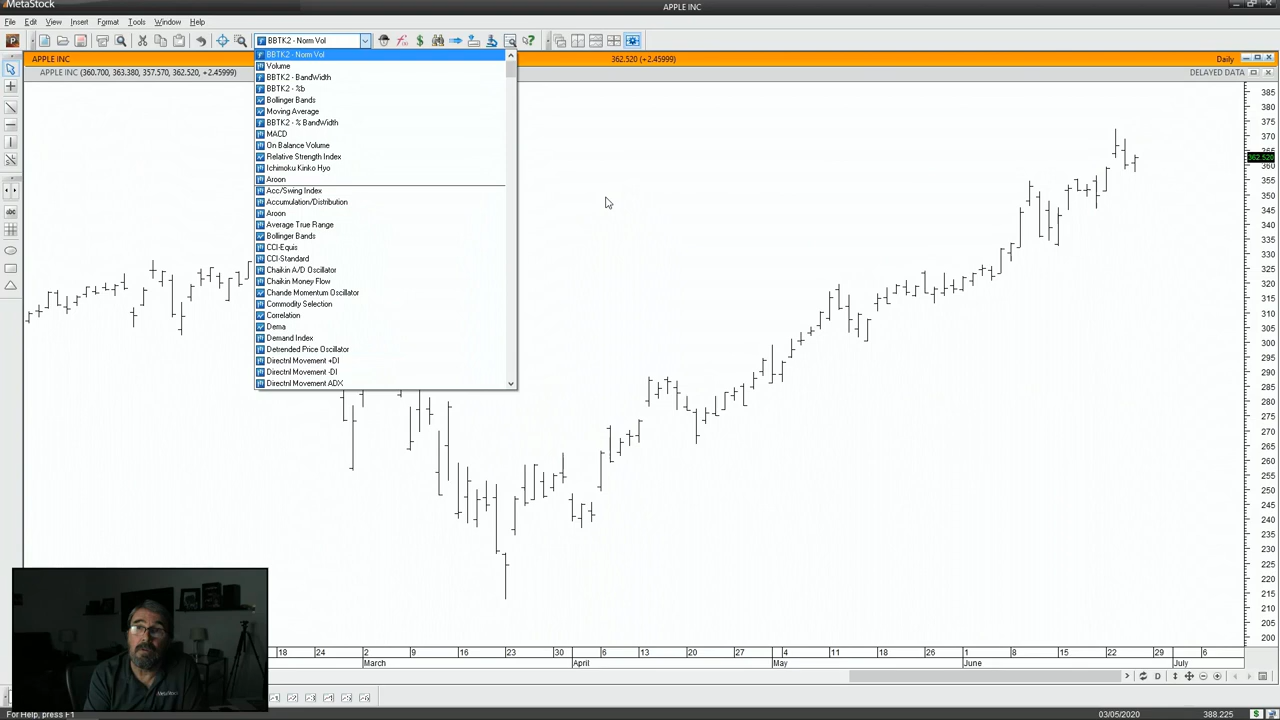 MetaStock
APPLE INC
File Edit View Insert Format Tools Window Help
BBTK2 - Norm Vol
APPLE INC
362.520 (+2.45999)
Daily
APPLE INC (360.700, 363.380, 357.570, 362.520, +2.45999)
DELAYED DATA
BBTK2 - Norm Vol
Volume
BBTK2 - BandWidth
BBTK2 - %b
Bollinger Bands
Moving Average
BBTK2 - % BandWidth
MACD
On Balance Volume
Relative Strength Index
Ichimoku Kinko Hyo
Aroon
Acc/Swing Index
Accumulation/Distribution
Aroon
Average True Range
Bollinger Bands
CCI-Equis
CCI-Standard
Chaikin A/D Oscillator
Chaikin Money Flow
Chande Momentum Oscillator
Commodity Selection
Correlation
Dema
Demand Index
Detrended Price Oscillator
Directnl Movement +DI
Directnl Movement -DI
Directnl Movement ADX
abc
385
380
375
370
365
362.520
355
350
345
340
335
330
325
320
315
310
305
300
295
290
285
280
275
270
265
260
255
250
245
240
235
230
225
220
215
210
205
200
MetaStock
18 24 2 9 16 23 30 6 13 20 27 4 11 18 26 1 8 15 22 29 6
March April May June July
D
For Help, press F1
03/05/2020
388.225